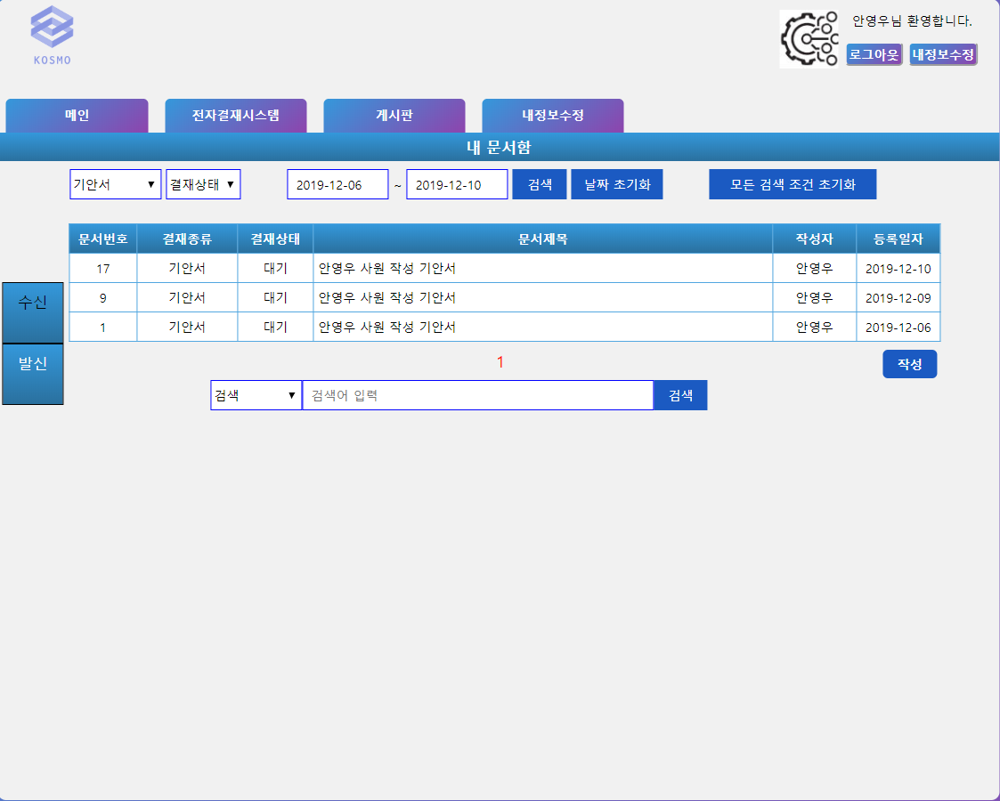 KOSMO
안영우님 환영합니다.
로그아웃 내정보수정
메인 전자결재시스템 게시판 내정보수정
내 문서함
기안서 ▼ 결재상태 ▼ 2019-12-06 ~ 2019-12-10 검색 날짜 초기화 모든 검색 조건 초기화
문서번호 결재종류 결재상태 문서제목 작성자 등록일자
17 기안서 대기 안영우 사원 작성 기안서 안영우 2019-12-10
9 기안서 대기 안영우 사원 작성 기안서 안영우 2019-12-09
1 기안서 대기 안영우 사원 작성 기안서 안영우 2019-12-06
수신
발신
1
작성
검색 ▼ 검색어 입력 검색